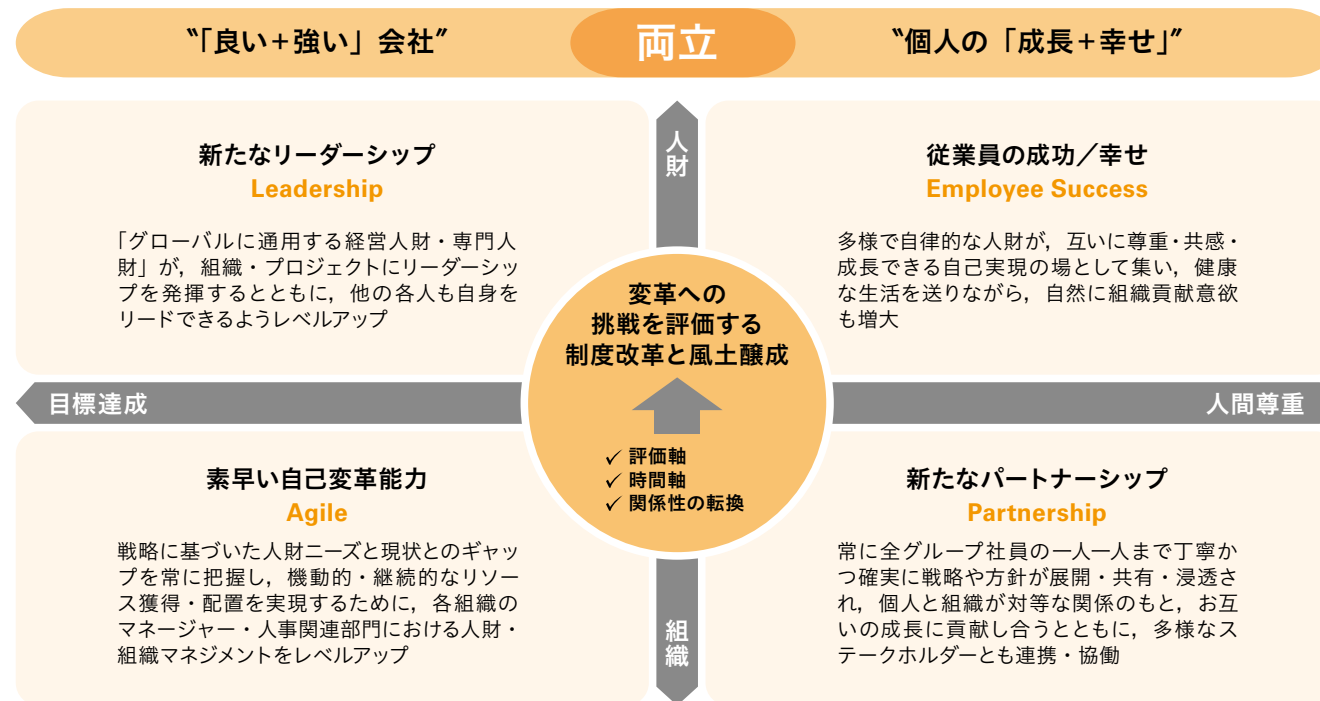 〝「良い+強い」会社〞
両立
〝個人の「成長+幸せ」〞
人財
新たなリーダーシップ
Leadership
「グローバルに通用する経営人財・専門人
財」が，組織・プロジェクトにリーダーシッ
プを発揮するとともに，他の各人も自身を
リードできるようレベルアップ
従業員の成功／幸せ
Employee Success
多様で自律的な人財が，互いに尊重・共感・
成長できる自己実現の場として集い，健康
な生活を送りながら，自然に組織貢献意欲
も増大
変革への
挑戦を評価する
制度改革と風土醸成
✓ 評価軸
✓ 時間軸
✓ 関係性の転換
目標達成
人間尊重
素早い自己変革能力
Agile
戦略に基づいた人財ニーズと現状とのギャッ
プを常に把握し，機動的・継続的なリソー
ス獲得・配置を実現するために，各組織の
マネージャー・人事関連部門における人財・
組織マネジメントをレベルアップ
新たなパートナーシップ
Partnership
常に全グループ社員の一人一人まで丁寧か
つ確実に戦略や方針が展開・共有・浸透さ
れ，個人と組織が対等な関係のもと，お互
いの成長に貢献し合うとともに，多様なス
テークホルダーとも連携・協働
組織